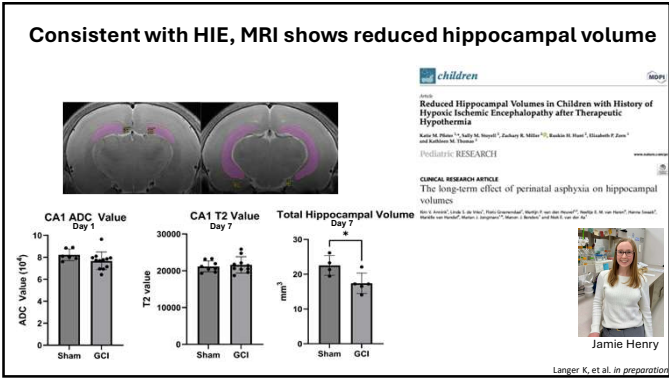 Consistent with HIE, MRI shows reduced hippocampal volume
children
MDPI
Article
Reduced Hippocampal Volumes in Children with History of
Hypoxic Ischemic Encephalopathy after Therapeutic
Hypothermia
and Kathleen M. Thomas
Pediatric RESEARCH
CLINICAL RESEARCH ARTICLE
The long-term effect of perinatal asphyxia on hippocampal
volumes
CA1 ADC Value
Day 1
ADC Value (10⁴)
10
8
6
4
2
0
Sham
GCI
CA1 T2 Value
Day 7
T2 value
30000
20000
10000
0
Sham
GCI
Total Hippocampal Volume
Day 7
*
mm³
30
20
10
0
Sham
GCI
Jamie Henry
Langer K, et al. in preparation